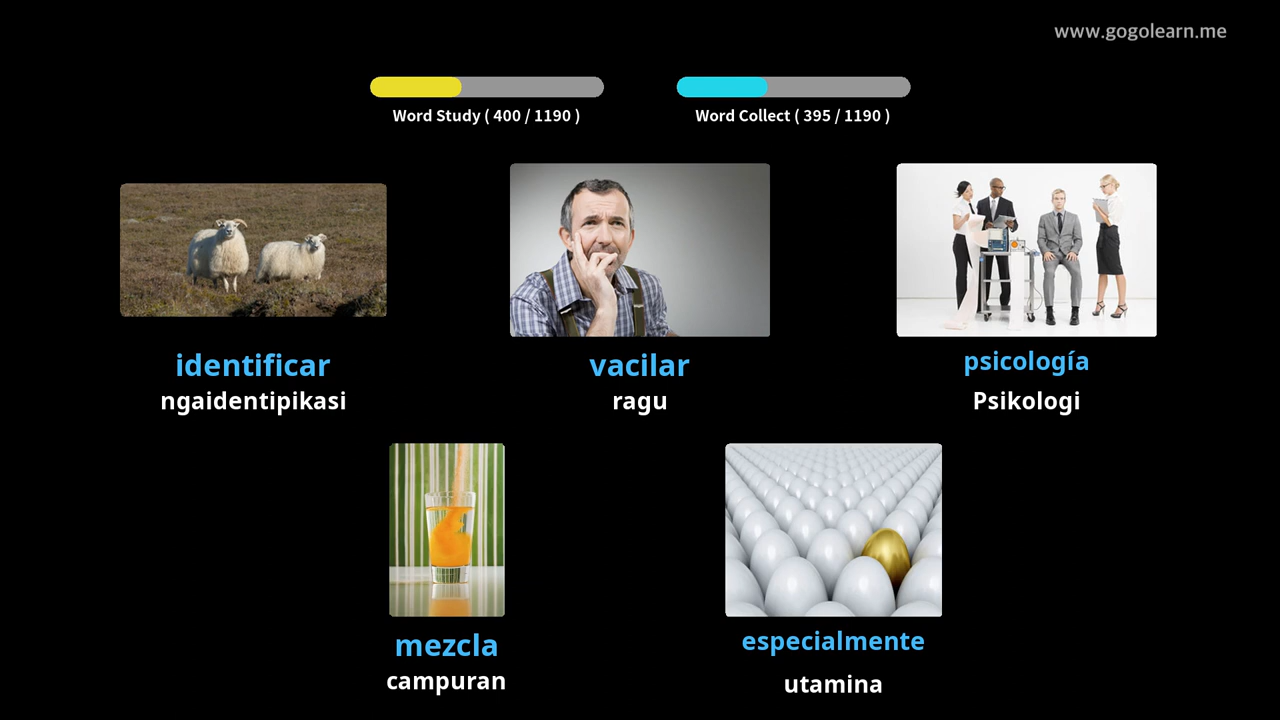 www.gogolearn.me
Word Study ( 400 / 1190 )
Word Collect ( 395 / 1190 )
identificar
ngaidentipikasi
vacilar
ragu
psicología
Psikologi
mezcla
campuran
especialmente
utamina